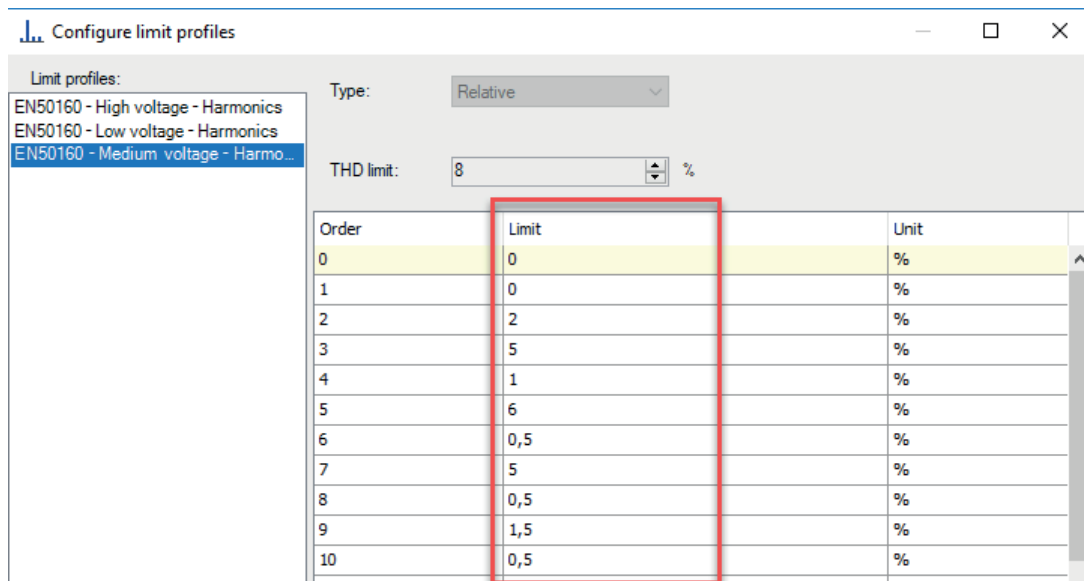 Configure limit profiles
Limit profiles:
EN50160 - High voltage - Harmonics
EN50160 - Low voltage - Harmonics
EN50160 - Medium voltage - Harmo...
Type: Relative
THD limit: 8 %
Order Limit Unit
0 0 %
1 0 %
2 2 %
3 5 %
4 1 %
5 6 %
6 0,5 %
7 5 %
8 0,5 %
9 1,5 %
10 0,5 %